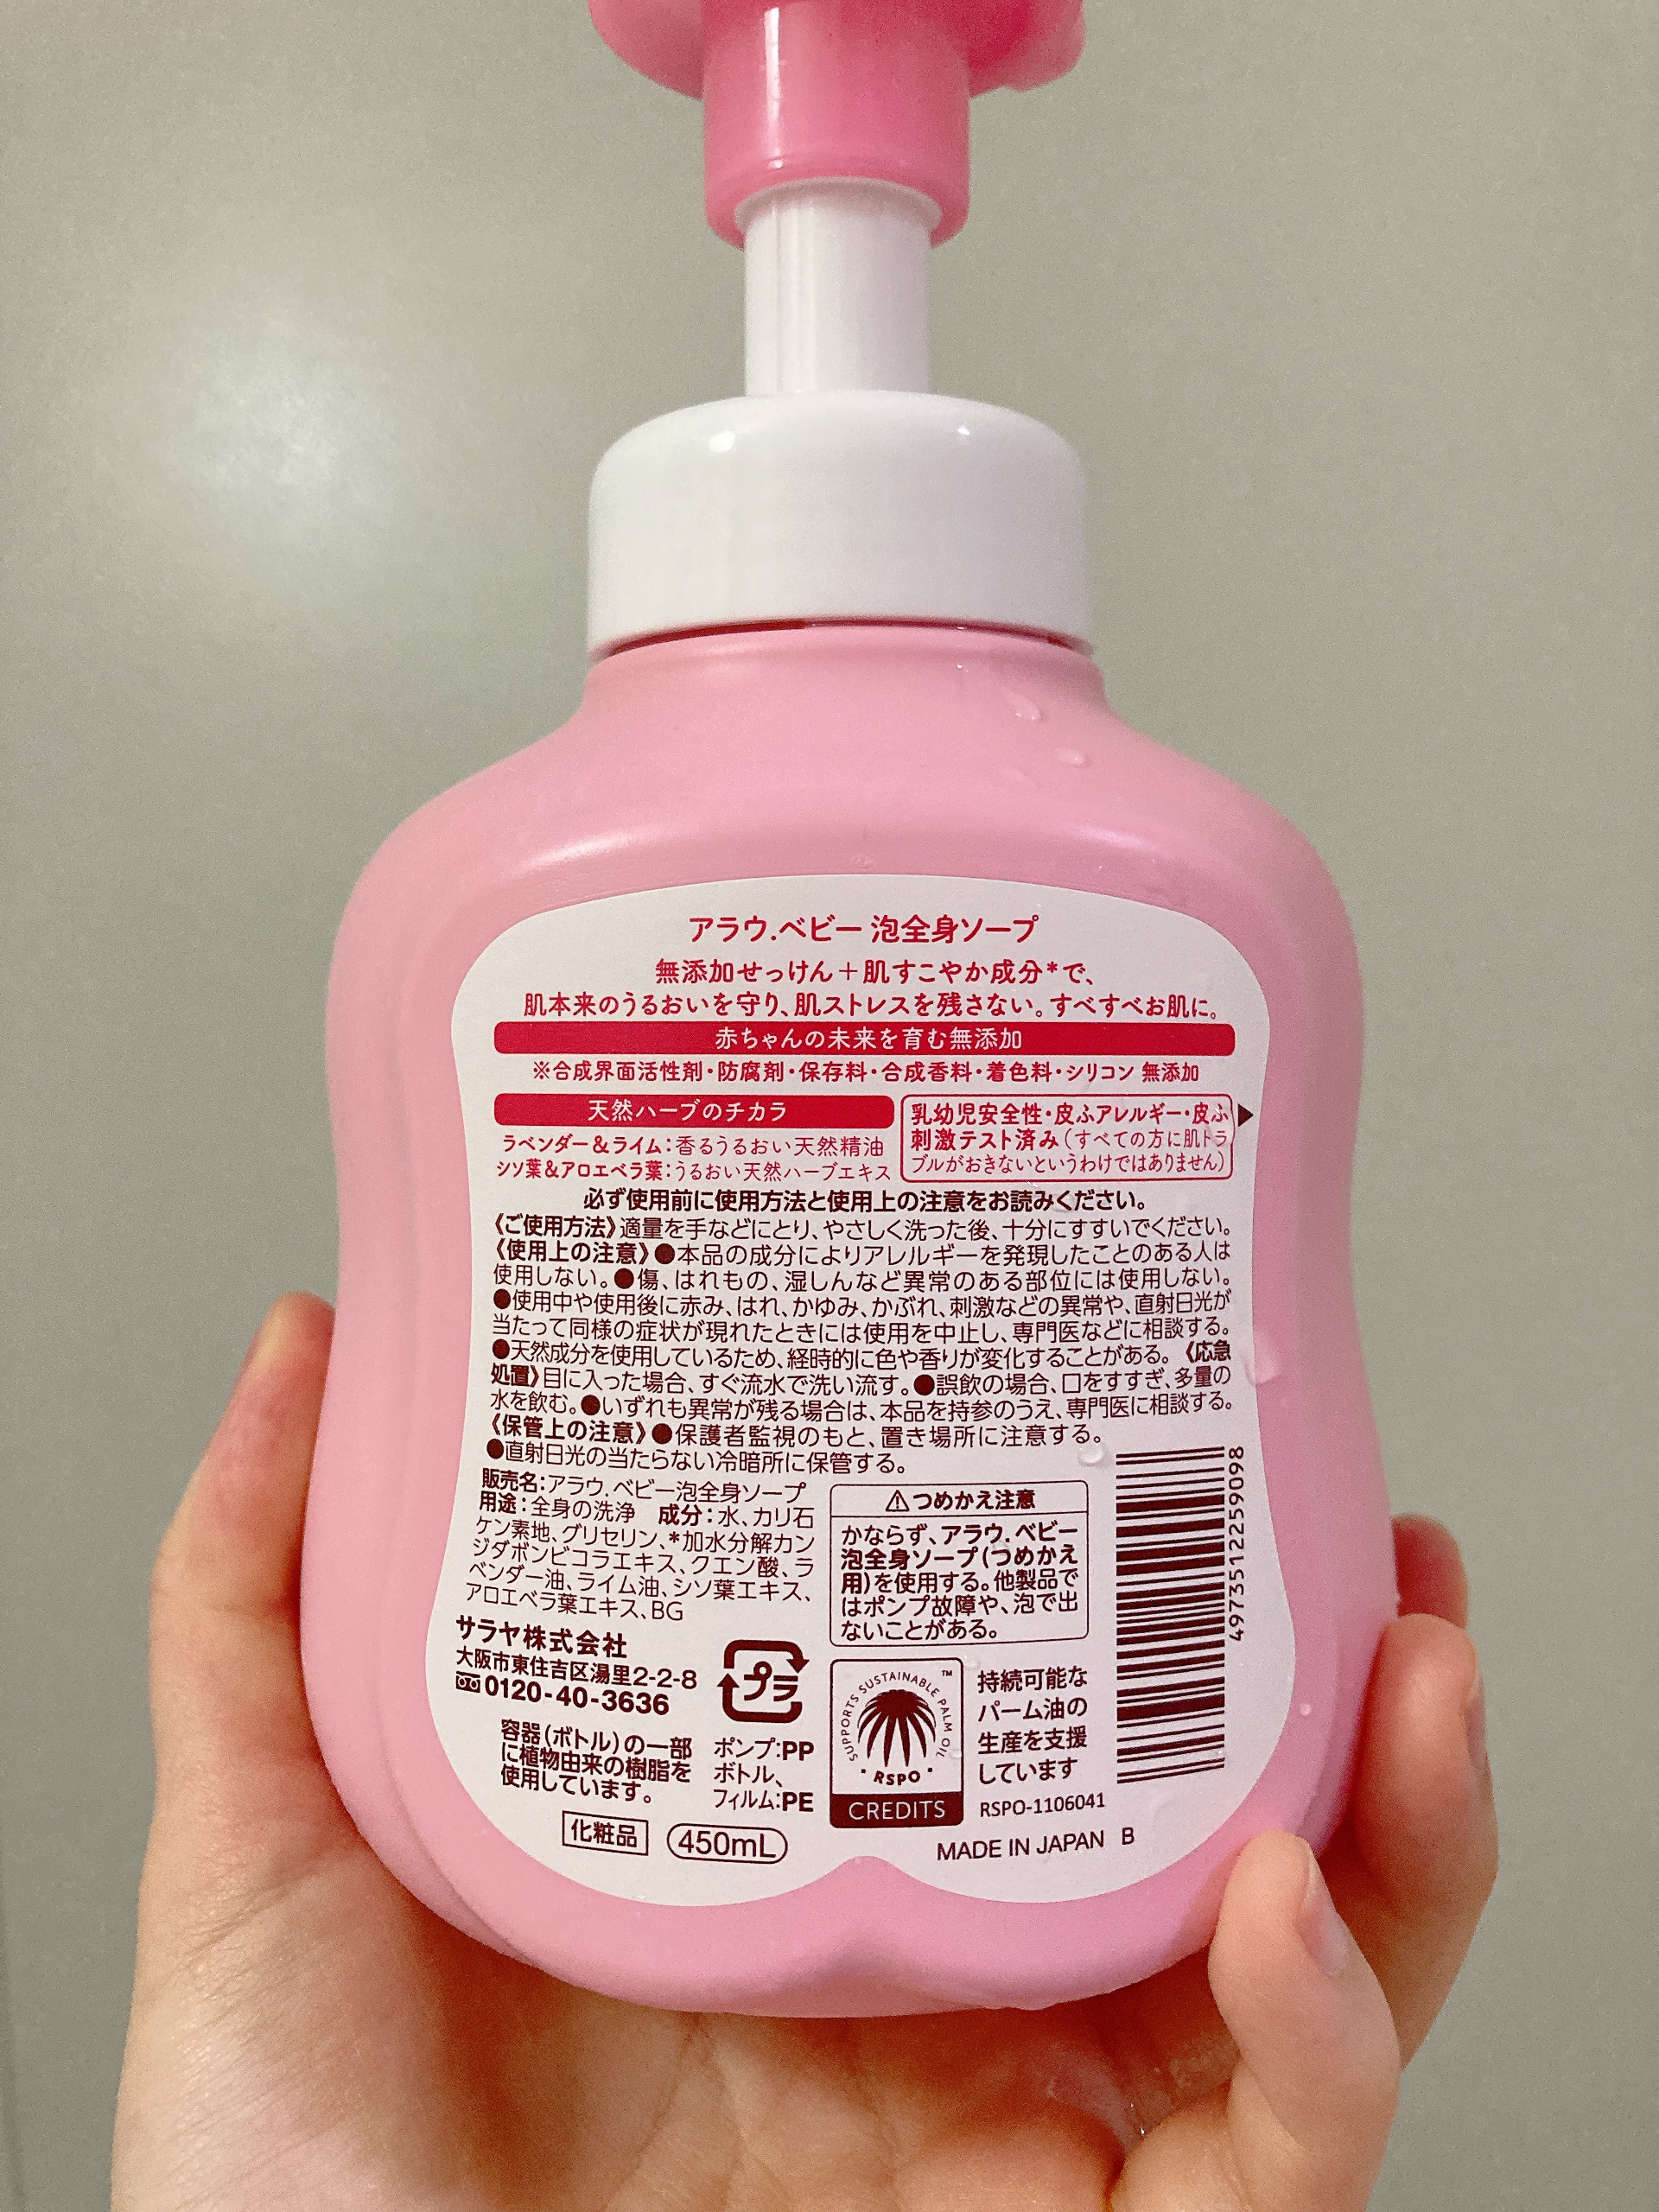 アラウ.ベビー 泡全身ソープ
無添加せっけん＋肌すこやか成分*で、
肌本来のうるおいを守り、肌ストレスを残さない。すべすべお肌に。
赤ちゃんの未来を育む無添加
※合成界面活性剤・防腐剤・保存料・合成香料・着色料・シリコン 無添加
天然ハーブのチカラ
ラベンダー＆ライム：香るうるおい天然精油
シソ葉＆アロエベラ葉：うるおい天然ハーブエキス
乳幼児安全性・皮ふアレルギー・皮ふ
刺激テスト済み（すべての方に肌トラ
ブルがおきないというわけではありません）
必ず使用前に使用方法と使用上の注意をお読みください。
《ご使用方法》適量を手などにとり、やさしく洗った後、十分にすすいでください。
《使用上の注意》●本品の成分によりアレルギーを発現したことのある人は
使用しない。●傷、はれもの、湿しんなど異常のある部位には使用しない。
●使用中や使用後に赤み、はれ、かゆみ、かぶれ、刺激などの異常や、直射日光が
当たって同様の症状が現れたときには使用を中止し、専門医などに相談する。
●天然成分を使用しているため、経時的に色や香りが変化することがある。《応急
処置》目に入った場合、すぐ流水で洗い流す。●誤飲の場合、口をすすぎ、多量の
水を飲む。●いずれも異常が残る場合は、本品を持参のうえ、専門医に相談する。
《保管上の注意》●保護者監視のもと、置き場所に注意する。
●直射日光の当たらない冷暗所に保管する。
販売名：アラウ.ベビー泡全身ソープ
用途：全身の洗浄 成分：水、カリ石
ケン素地、グリセリン、*加水分解カン
ジダボンビコラエキス、クエン酸、ラ
ベンダー油、ライム油、シソ葉エキス、
アロエベラ葉エキス、BG
サラヤ株式会社
大阪市東住吉区湯里2-2-8
0120-40-3636
容器（ボトル）の一部
に植物由来の樹脂を
使用しています。
プラ
ポンプ：PP
ボトル、
フィルム：PE
化粧品
450mL
⚠つめかえ注意
かならず、アラウ.ベビー
泡全身ソープ（つめかえ
用）を使用する。他製品で
はポンプ故障や、泡で出
ないことがある。
SUPPORTS SUSTAINABLE PALM OIL ™
・RSPO・
CREDITS
持続可能な
パーム油の
生産を支援
しています
RSPO-1106041
MADE IN JAPAN B
4973512259098